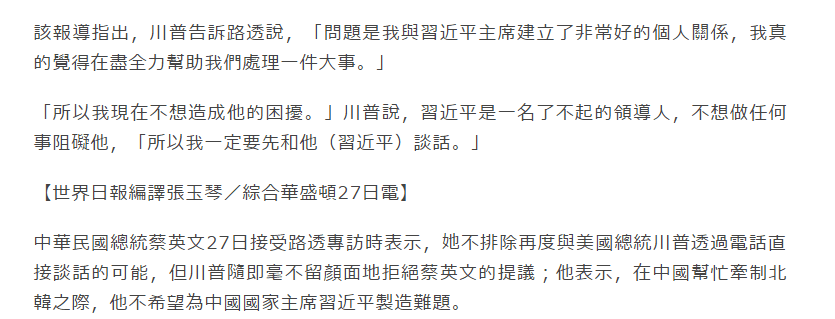 該報導指出，川普告訴路透說，「問題是我與習近平主席建立了非常好的個人關係，我真
的覺得在盡全力幫助我們處理一件大事。」
「所以我現在不想造成他的困擾。」川普說，習近平是一名了不起的領導人，不想做任何
事阻礙他，「所以我一定要先和他（習近平）談話。」
【世界日報編譯張玉琴／綜合華盛頓27日電】
中華民國總統蔡英文27日接受路透專訪時表示，她不排除再度與美國總統川普透過電話直
接談話的可能，但川普隨即毫不留顏面地拒絕蔡英文的提議；他表示，在中國幫忙牽制北
韓之際，他不希望為中國國家主席習近平製造難題。